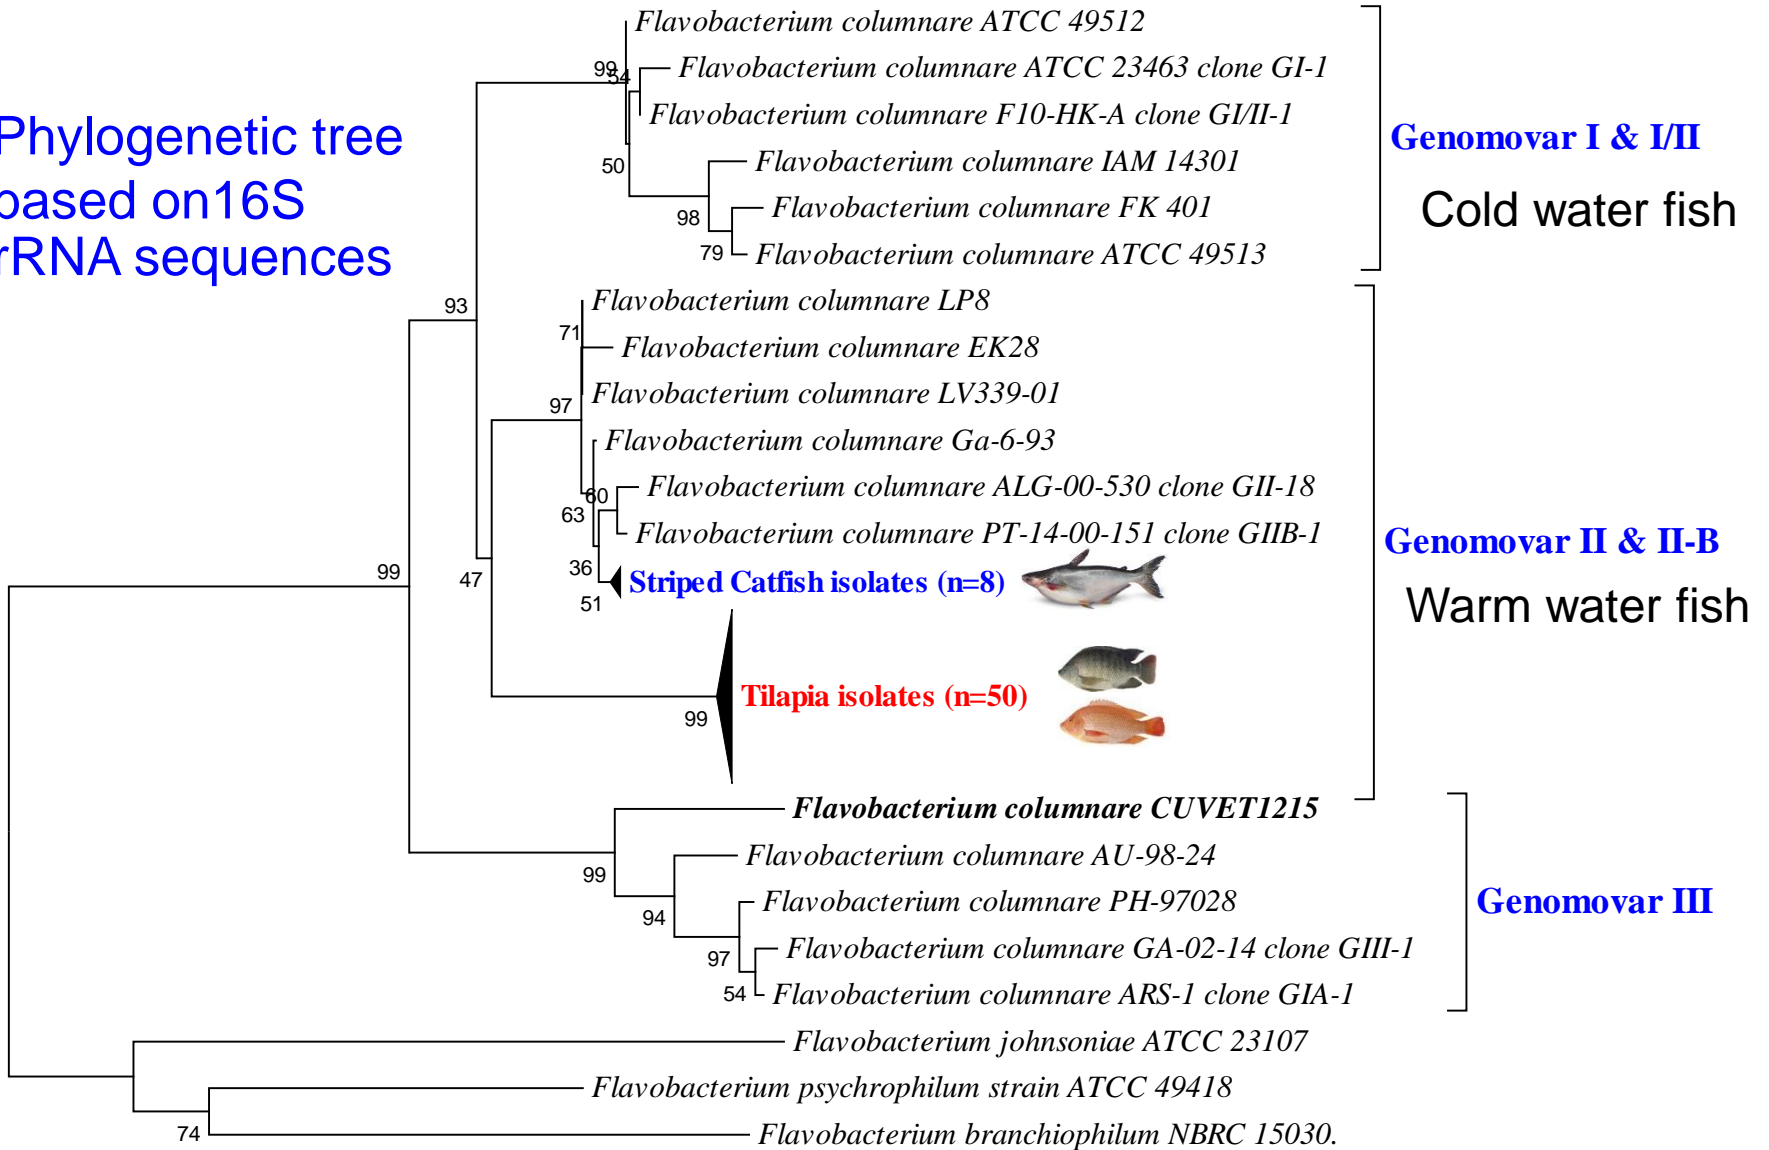 Phylogenetic tree
based on16S
rRNA sequences
Flavobacterium columnare ATCC 49512
99
54
Flavobacterium columnare ATCC 23463 clone GI-1
Flavobacterium columnare F10-HK-A clone GI/II-1
Genomovar I & I/II
50
Flavobacterium columnare IAM 14301
Flavobacterium columnare FK 401
Cold water fish
98
79
Flavobacterium columnare ATCC 49513
93
Flavobacterium columnare LP8
71
Flavobacterium columnare EK28
Flavobacterium columnare LV339-01
97
Flavobacterium columnare Ga-6-93
Flavobacterium columnare ALG-00-530 clone GII-18
60
63
Flavobacterium columnare PT-14-00-151 clone GIIB-1
Genomovar II & II-B
99
47
36
Striped Catfish isolates (n=8)
51
Warm water fish
Tilapia isolates (n=50)
99
Flavobacterium columnare CUVET1215
Flavobacterium columnare AU-98-24
99
94
Flavobacterium columnare PH-97028
Genomovar III
97
Flavobacterium columnare GA-02-14 clone GIII-1
54
Flavobacterium columnare ARS-1 clone GIA-1
Flavobacterium johnsoniae ATCC 23107
Flavobacterium psychrophilum strain ATCC 49418
74
Flavobacterium branchiophilum NBRC 15030.